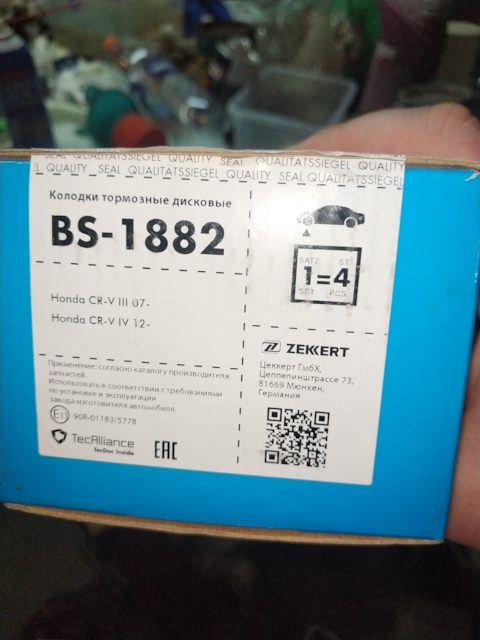 SEAL QUALITÄTSSIEGEL QUALITY SEAL QUALITÄTSSIEGEL QUALITY
L QUALITY SEAL QUALITÄTSSIEGEL QUALITY SEAL QUALITÄTSSIEGEL
Колодки тормозные дисковые
BS-1882
SATZ ST.
1=4
SET PCS
Honda CR-V III 07-
Honda CR-V IV 12-
ZEKKERT
Цеккерт ГмбХ,
Цеппелинштрассе 73,
81669 Мюнхен,
Германия
Применение: согласно каталогу производителя
запчастей.
Использовать в соответствии с требованиями
по установке и эксплуатации
завода-изготовителя автомобиля.
E11 90R-01183/5778
TecAlliance
TecDoc Inside
EAC